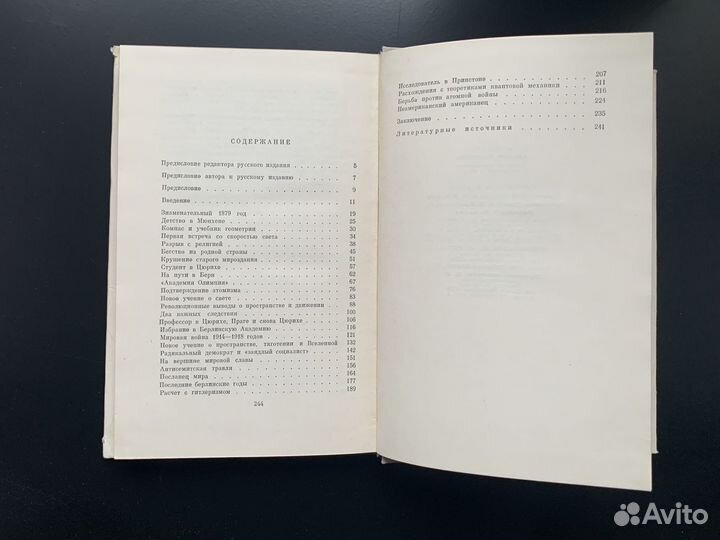 СОДЕРЖАНИЕ
Предисловие редактора русского издания . . . . . . . 5
Предисловие автора к русскому изданию . . . . . . . 7
Предисловие . . . . . . . . . . . . . . . . 9
Введение . . . . . . . . . . . . . . . . 11
Знаменательный 1879 год . . . . . . . . . . . 19
Детство в Мюнхене . . . . . . . . . . . . 25
Компас и учебник геометрии . . . . . . . . . . 30
Первая встреча со скоростью света . . . . . . . . 34
Разрыв с религией . . . . . . . . . . . . 38
Бегство из родной страны . . . . . . . . . . 45
Крушение старого мироздания . . . . . . . . . 51
Студент в Цюрихе . . . . . . . . . . . . 57
На пути в Берн . . . . . . . . . . . . . 62
«Академия Олимпия» . . . . . . . . . . . . 67
Подтверждение атомизма . . . . . . . . . . . 76
Новое учение о свете . . . . . . . . . . . 83
Революционные выводы о пространстве и движении . . . . 88
Два важных следствия . . . . . . . . . . . 100
Профессор в Цюрихе, Праге и снова Цюрихе . . . . . . 106
Избрание в Берлинскую Академию . . . . . . . . 116
Мировая война 1914—1918 годов . . . . . . . . . 121
Новое учение о пространстве, тяготении и Вселенной 132
Радикальный демократ и «заядлый социалист» . . . . . 142
На вершине мировой славы . . . . . . . . . . 151
Антисемитская травля . . . . . . . . . . . 156
Посланец мира . . . . . . . . . . . . . 164
Последние берлинские годы . . . . . . . . . . 177
Расчет с гитлеризмом . . . . . . . . . . . 189
244
Исследователь в Принстоне . . . . . . . . . . 207
Расхождения с теоретиками квантовой механики . . . . 211
Борьба против атомной войны . . . . . . . . . 216
Неамериканский американец . . . . . . . . . . 224
Заключение . . . . . . . . . . . . . . . 235
Литературные источники . . . . . . . . . . . 241
Avito